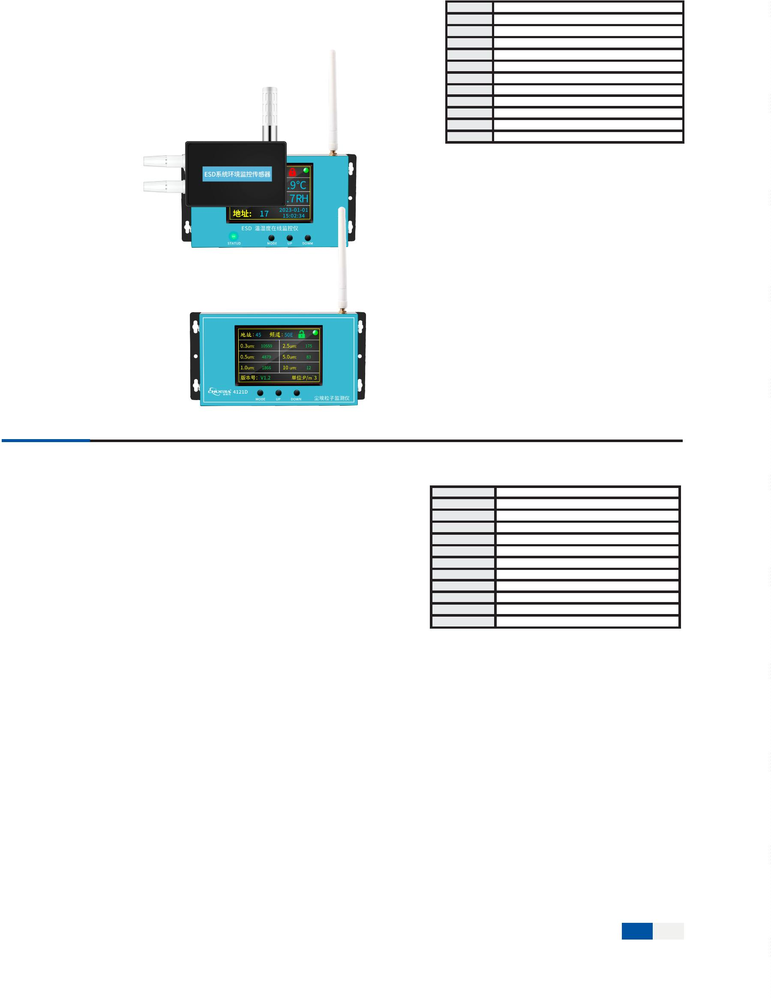 ESD系统环境监控传感器
.9℃
.7RH
地址: 17
2023-01-01
15:02:34
ESD 温湿度在线监控仪
STATUD MODE UP DOWM
地址:45 频道:50E
0.3um: 10559 2.5um: 175
0.5um: 4879 5.0um: 83
1.0um: 1866 10 um: 12
版本号: V1.2 单位:P/m^3
CHUERA 4121D
MODE UP DOWN
尘埃粒子监测仪